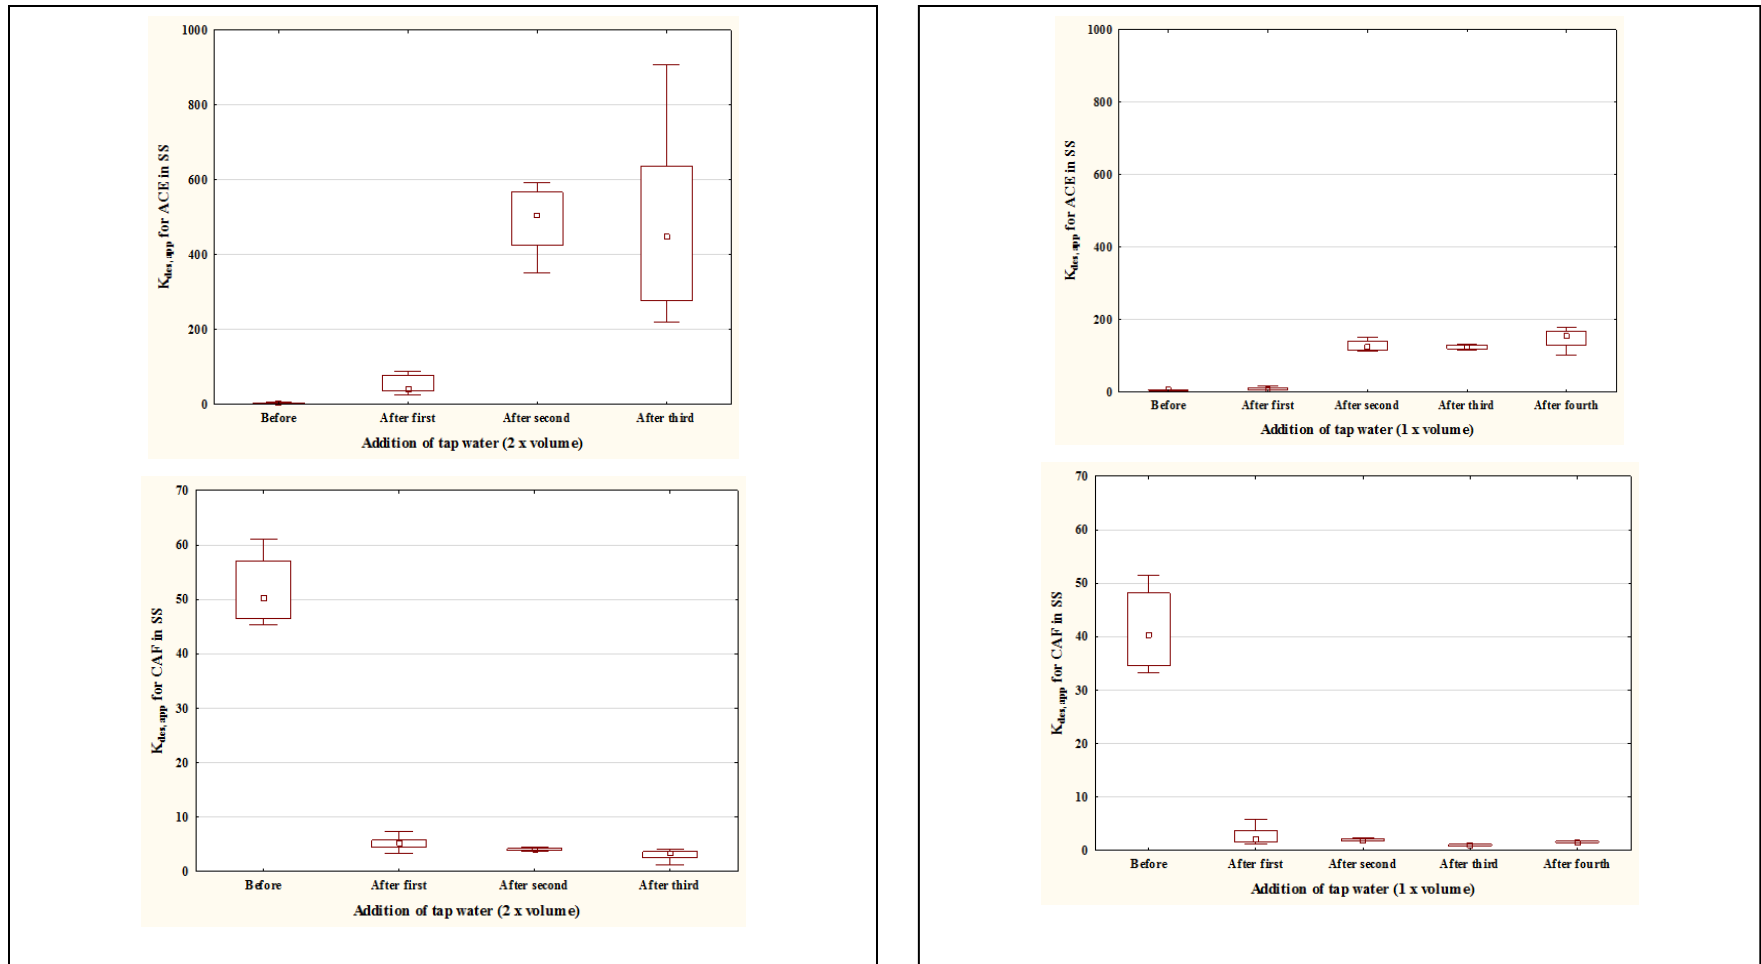 1000
800
600
400
200
0
K_des, app for ACE in SS
Before After first After second After third
Addition of tap water (2 x volume)
1000
800
600
400
200
0
K_des, app for ACE in SS
Before After first After second After third After fourth
Addition of tap water (1 x volume)
70
60
50
40
30
20
10
0
K_des, app for CAF in SS
Before After first After second After third
Addition of tap water (2 x volume)
70
60
50
40
30
20
10
0
K_des, app for CAF in SS
Before After first After second After third After fourth
Addition of tap water (1 x volume)